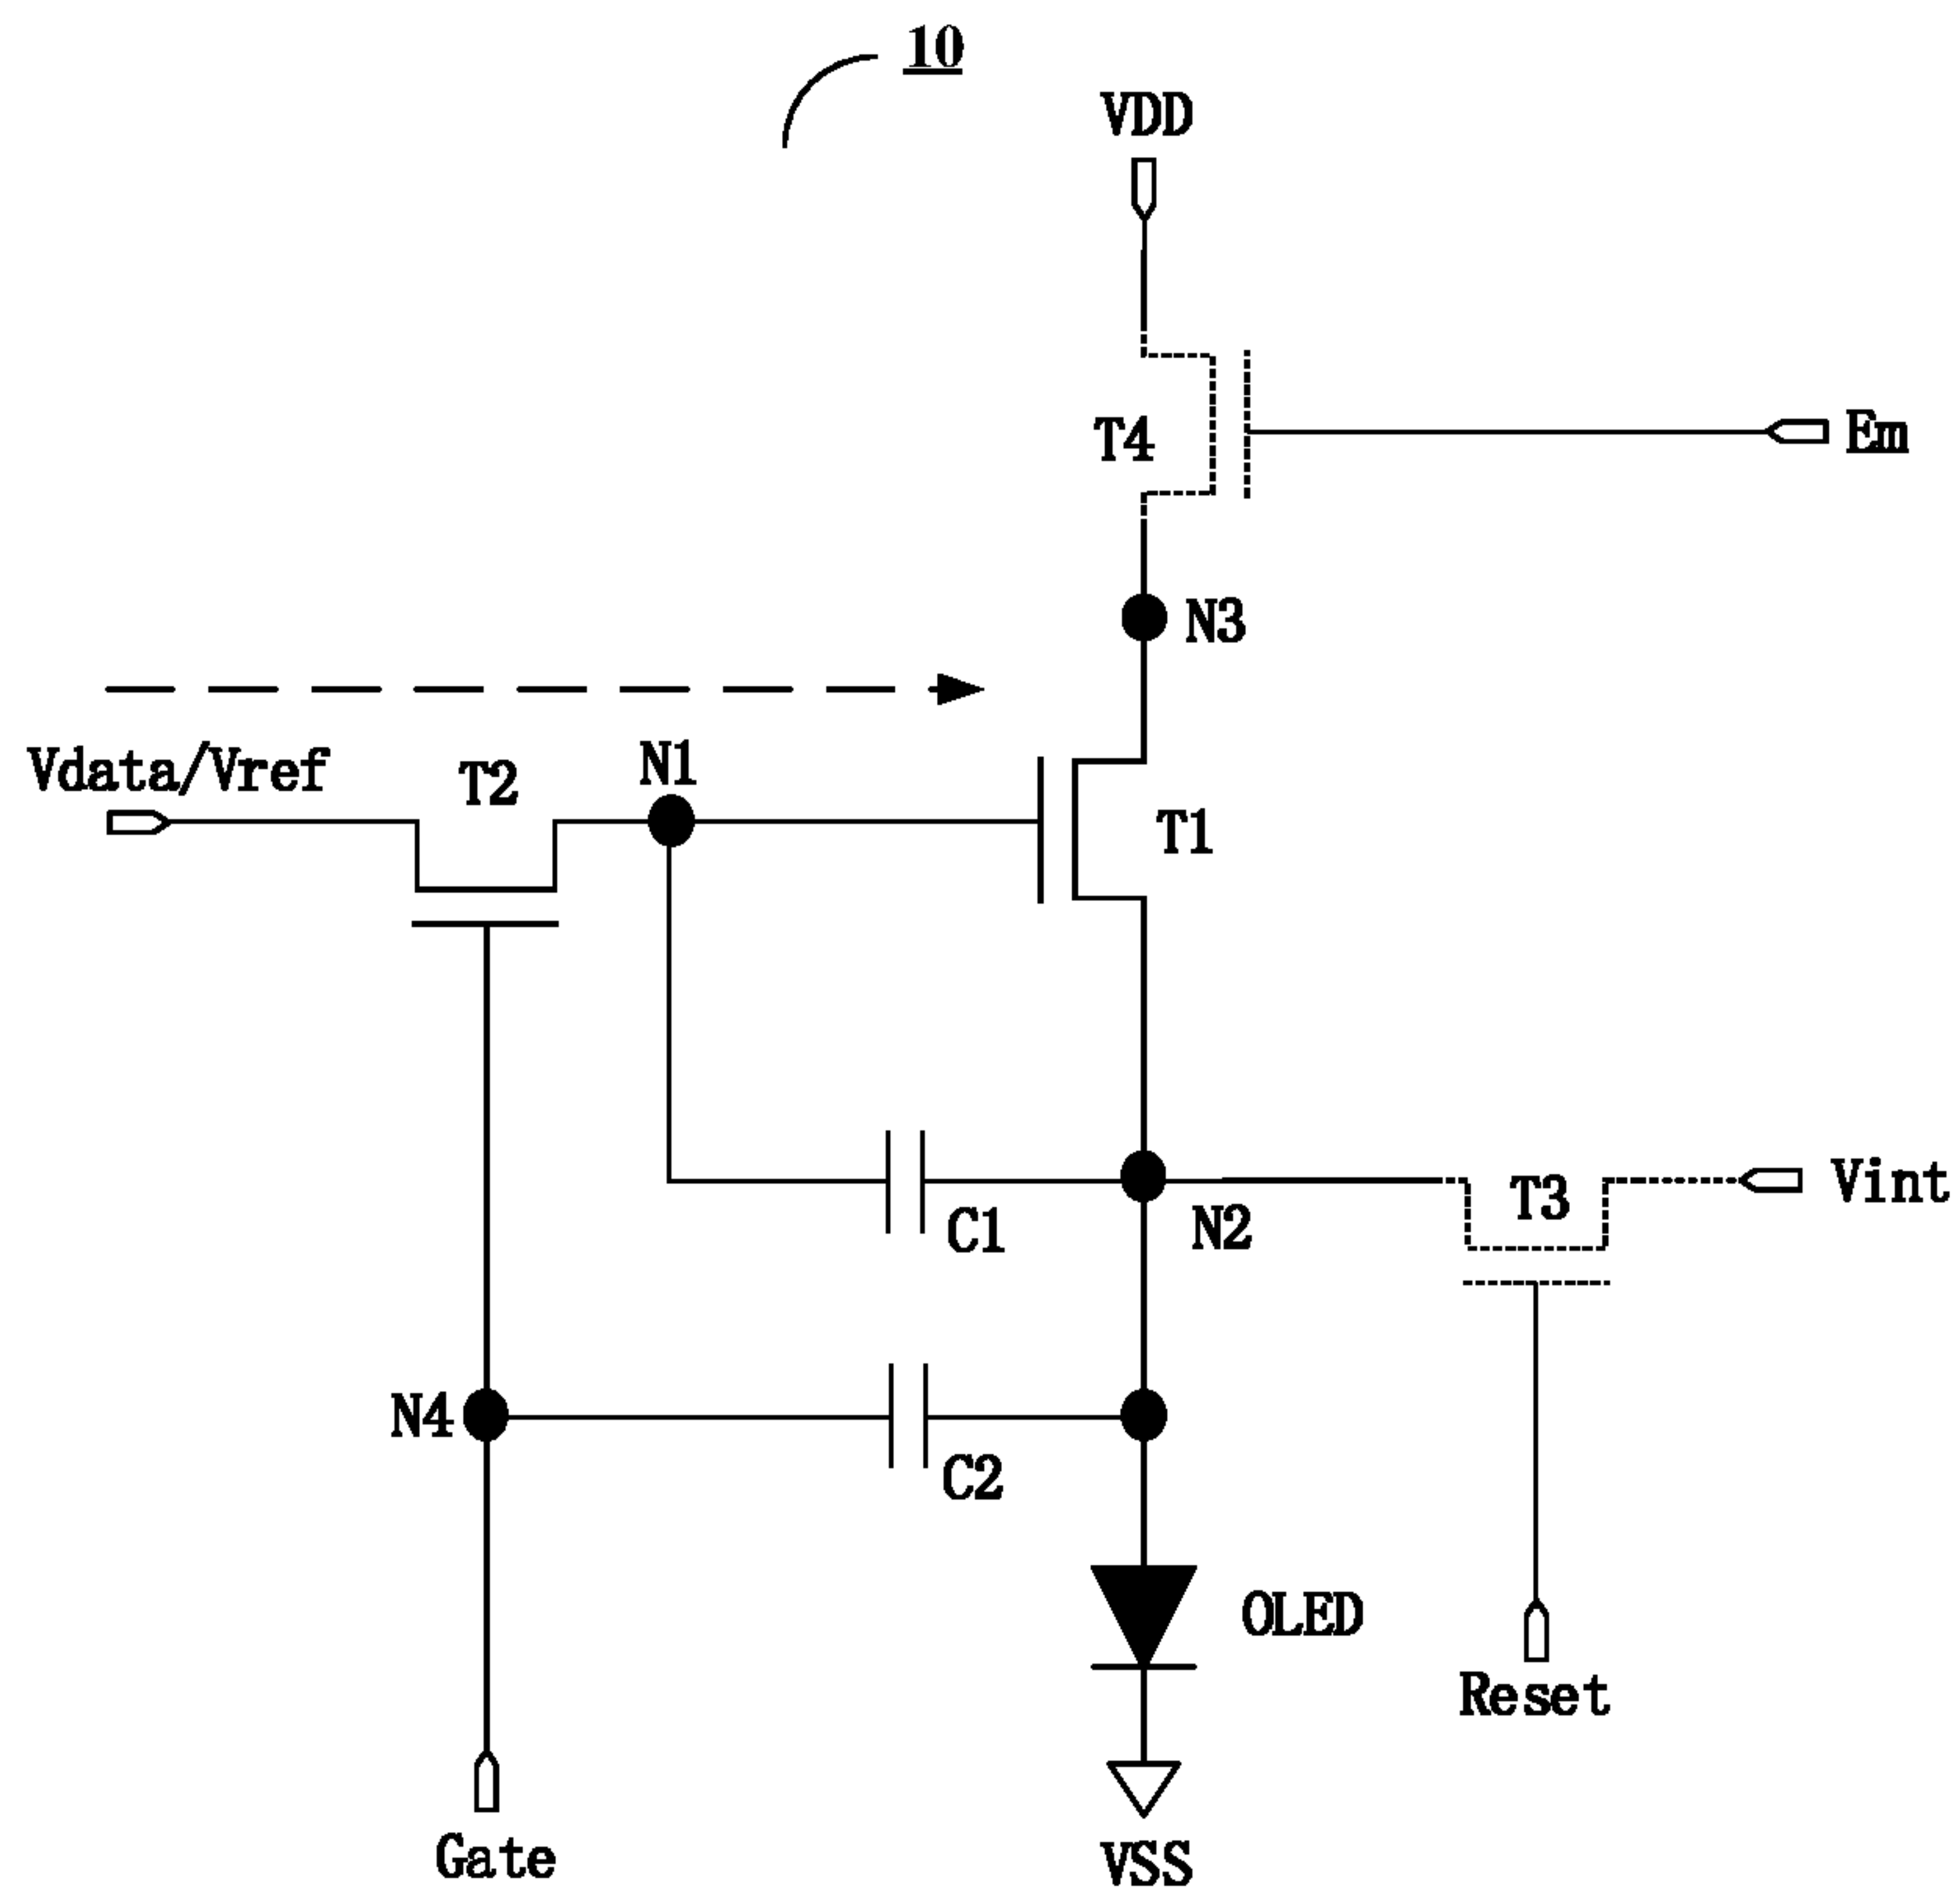 10
VDD
T4
Em
N3
Vdata/Vref
T2
N1
T1
C1
N2
T3
Vint
N4
C2
OLED
Reset
Gate
VSS